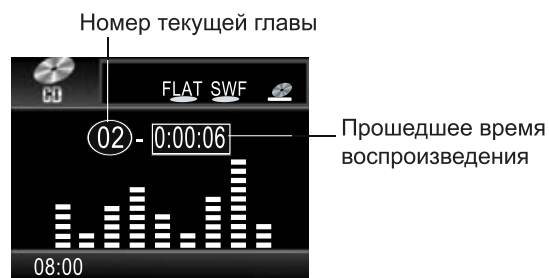 Номер текущей главы
CD
FLAT SWF
02 - 0:00:06
Прошедшее время
воспроизведения
08:00